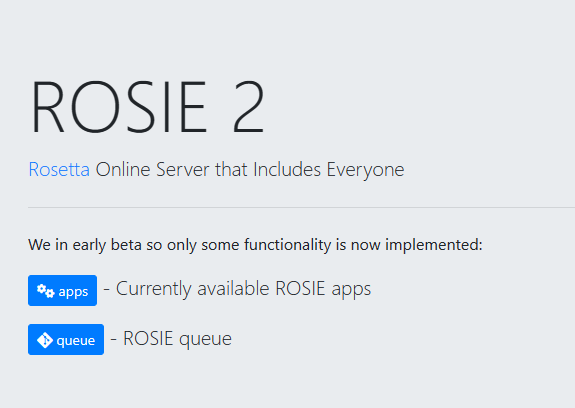 ROSIE 2
Rosetta Online Server that Includes Everyone
We in early beta so only some functionality is now implemented:
apps - Currently available ROSIE apps
queue - ROSIE queue